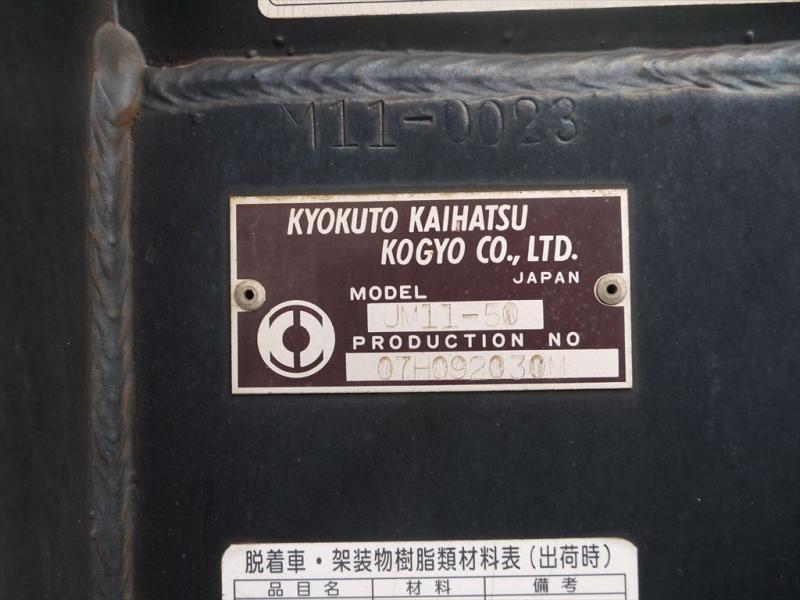 M11-0023
KYOKUTO KAIHATSU
KOGYO CO., LTD.
JAPAN
MODEL
JM11-50
PRODUCTION NO
07H092030M
脱着車・架装物樹脂類材料表(出荷時)
品目名 材料 備考